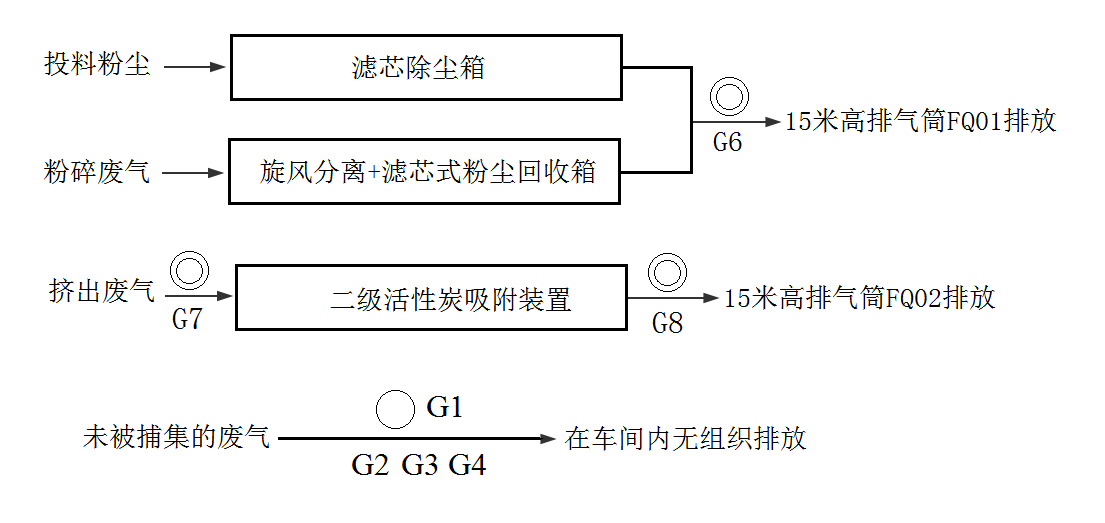 投料粉尘
滤芯除尘箱
G6
15米高排气筒FQ01排放
粉碎废气
旋风分离+滤芯式粉尘回收箱
挤出废气
G7
二级活性炭吸附装置
G8
15米高排气筒FQ02排放
未被捕集的废气
G1
G2 G3 G4
在车间内无组织排放